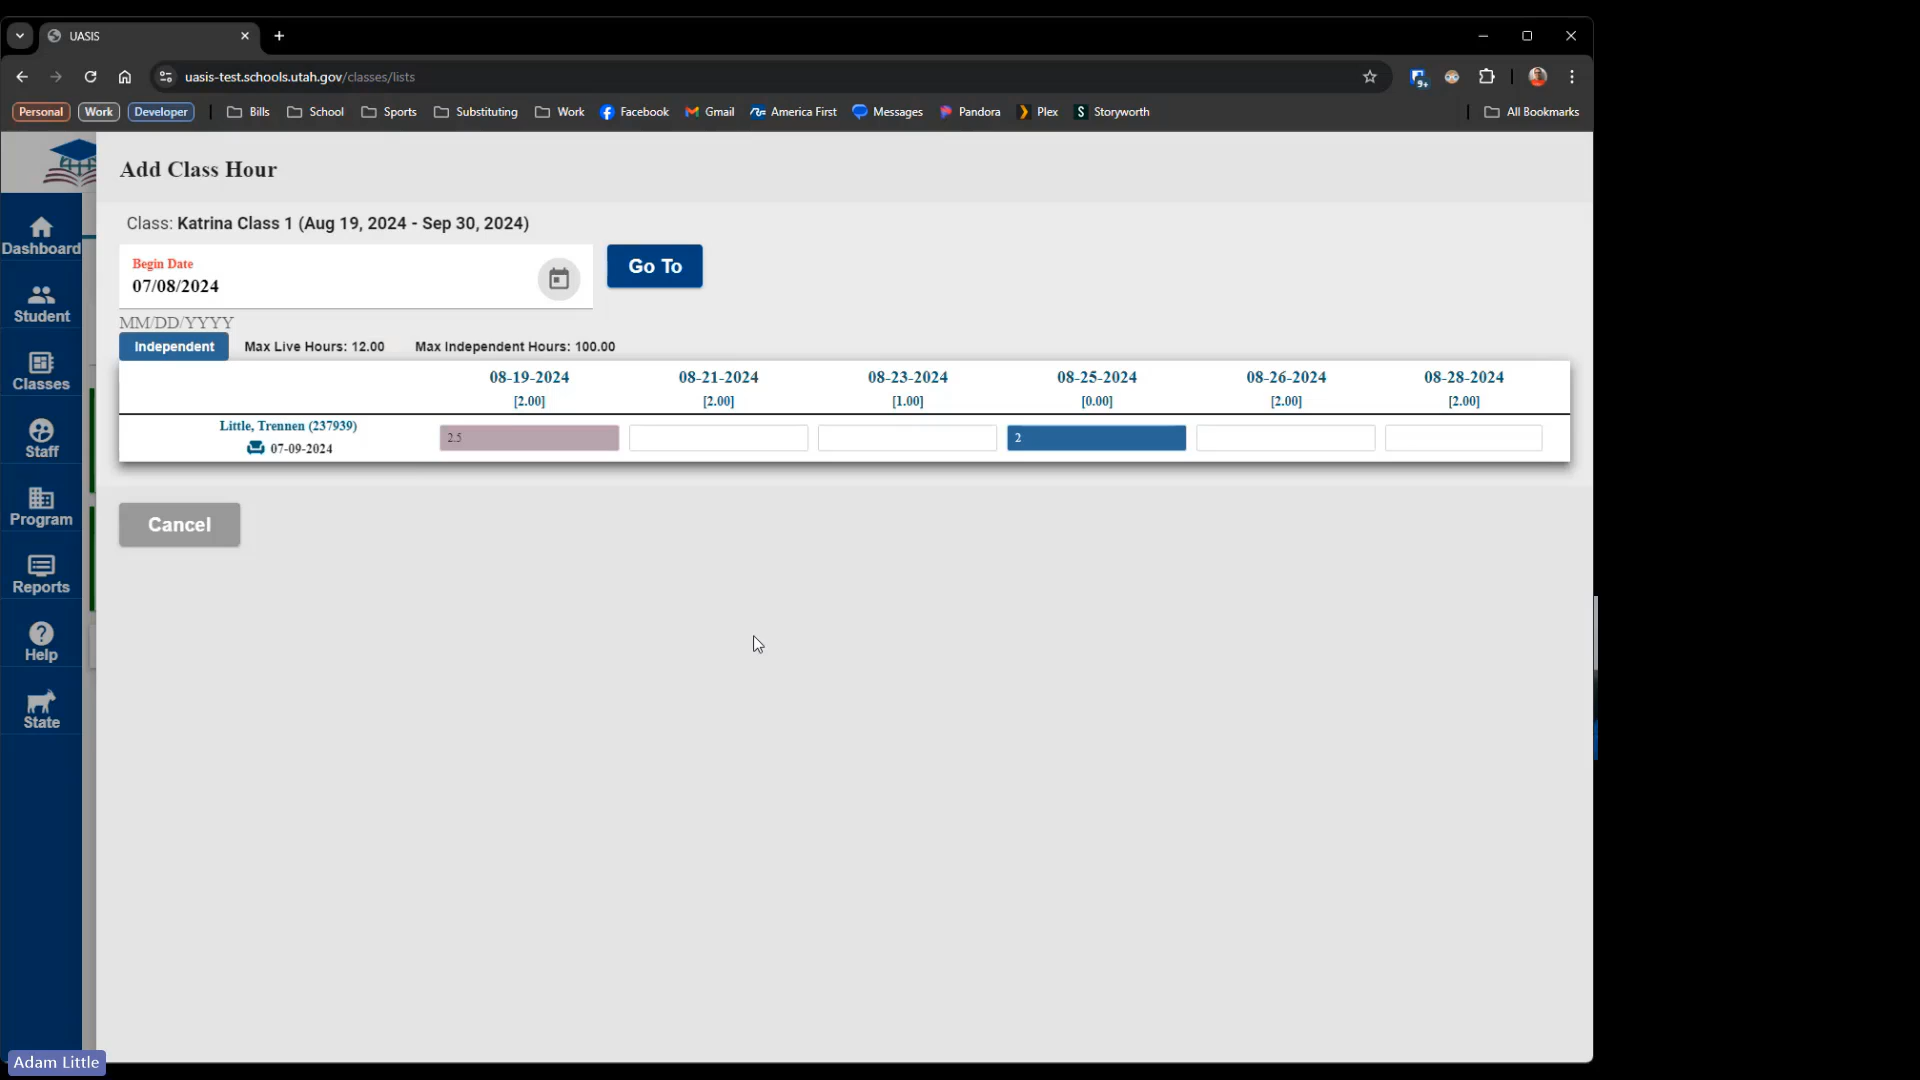 UASIS
uasis-test.schools.utah.gov/classes/lists
Personal Work Developer Bills School Sports Substituting Work Facebook Gmail America First Messages Pandora Plex Storyworth All Bookmarks
Add Class Hour
Class: Katrina Class 1 (Aug 19, 2024 - Sep 30, 2024)
Begin Date
07/08/2024
Go To
MM/DD/YYYY
Independent Max Live Hours: 12.00 Max Independent Hours: 100.00
08-19-2024 08-21-2024 08-23-2024 08-25-2024 08-26-2024 08-28-2024
[2.00] [2.00] [1.00] [0.00] [2.00] [2.00]
Little, Trennen (237939)
07-09-2024
2.5 2
Cancel
Dashboard
Student
Classes
Staff
Program
Reports
Help
State
Adam Little